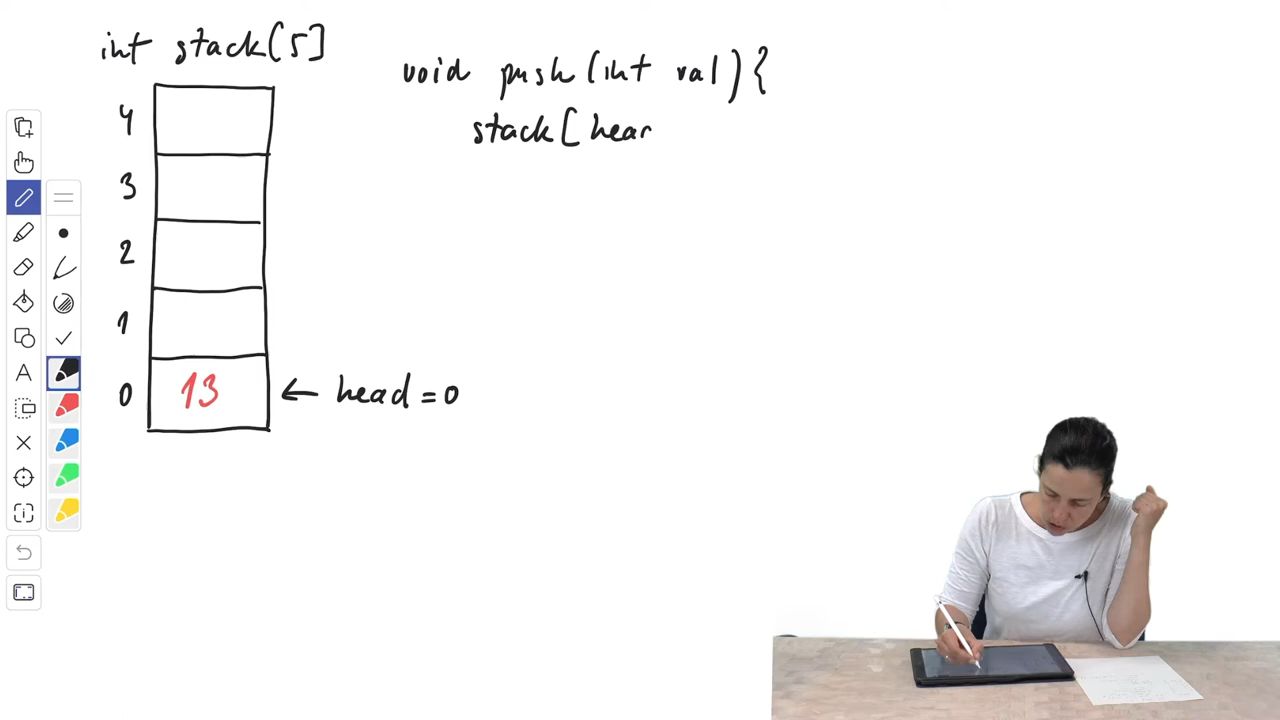 int stack[5]
void push(int val){
stack[hear
4
3
2
1
0 13 ← head = 0